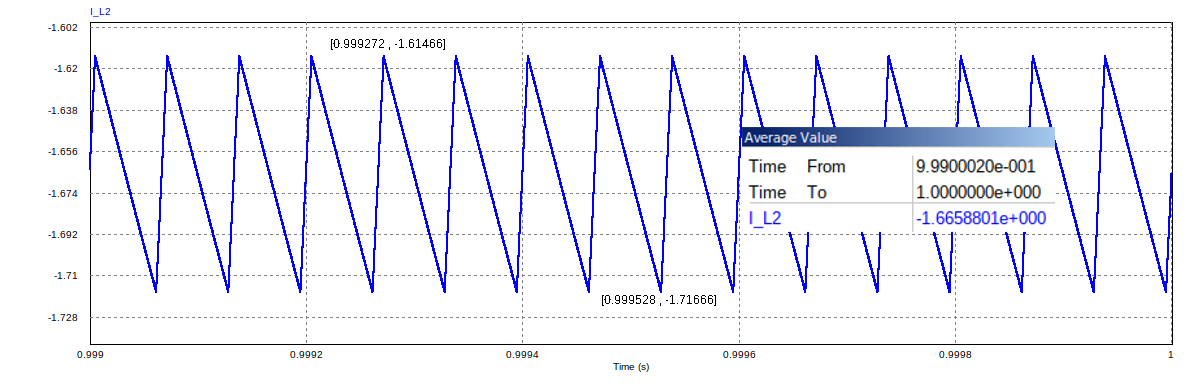 I_L2
-1.602
[0.999272 , -1.61466]
-1.62
-1.638
Average Value
-1.656
Time From 9.9900020e-001
-1.674
Time To 1.0000000e+000
I_L2 -1.6658801e+000
-1.692
-1.71
[0.999528 , -1.71666]
-1.728
0.999 0.9992 0.9994 0.9996 0.9998 1
Time (s)